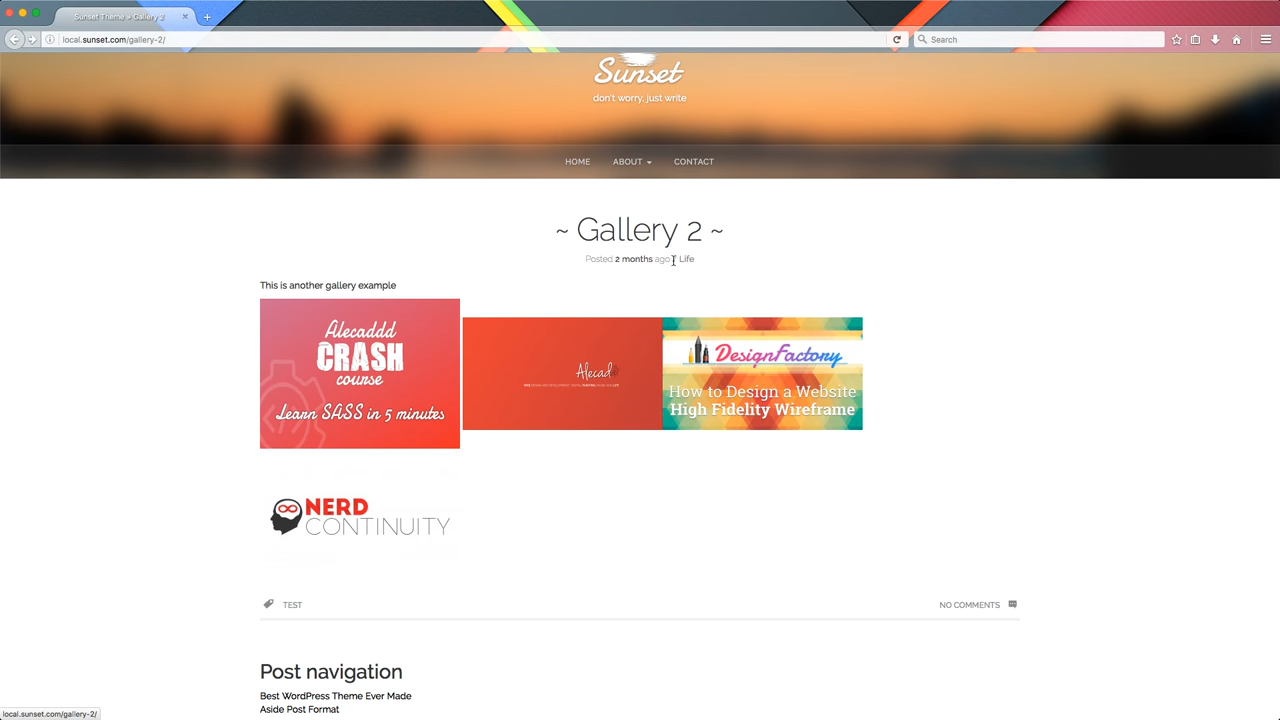 Sunset Theme » Gallery 2
local.sunset.com/gallery-2/
Search
Sunset
don't worry, just write
HOME
ABOUT
CONTACT
~ Gallery 2 ~
Posted 2 months ago / Life
This is another gallery example
Alecaddd
CRASH
course
Learn SASS in 5 minutes
Alecad
DesignFactory
How to Design a Website
High Fidelity Wireframe
NERD
CONTINUITY
TEST
NO COMMENTS
Post navigation
Best WordPress Theme Ever Made
Aside Post Format
local.sunset.com/gallery-2/